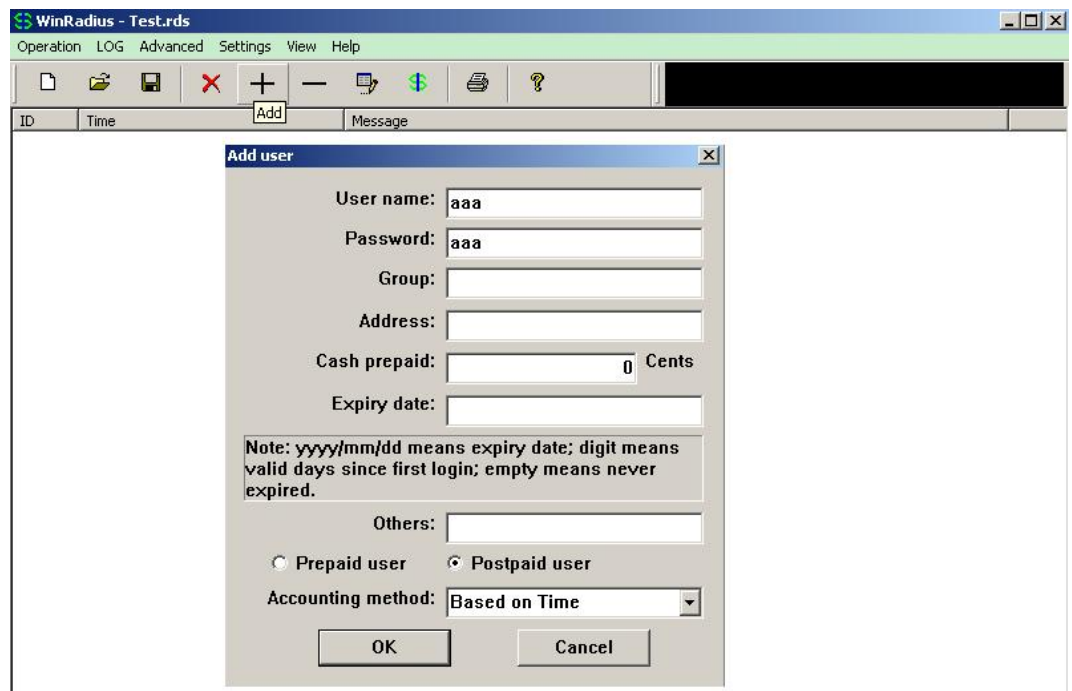 WinRadius - Test.rds
Operation LOG Advanced Settings View Help
Add
ID Time Message
Add user
User name: aaa
Password: aaa
Group:
Address:
Cash prepaid: 0 Cents
Expiry date:
Note: yyyy/mm/dd means expiry date; digit means
valid days since first login; empty means never
expired.
Others:
Prepaid user Postpaid user
Accounting method: Based on Time
OK Cancel